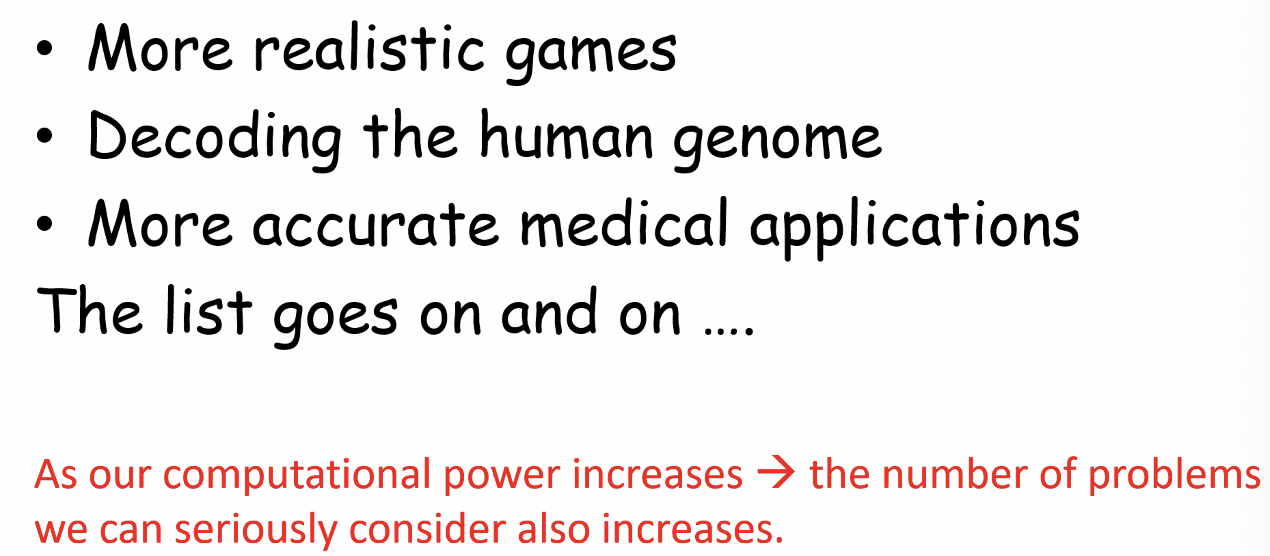 • More realistic games
• Decoding the human genome
• More accurate medical applications
The list goes on and on ....
As our computational power increases → the number of problems
we can seriously consider also increases.